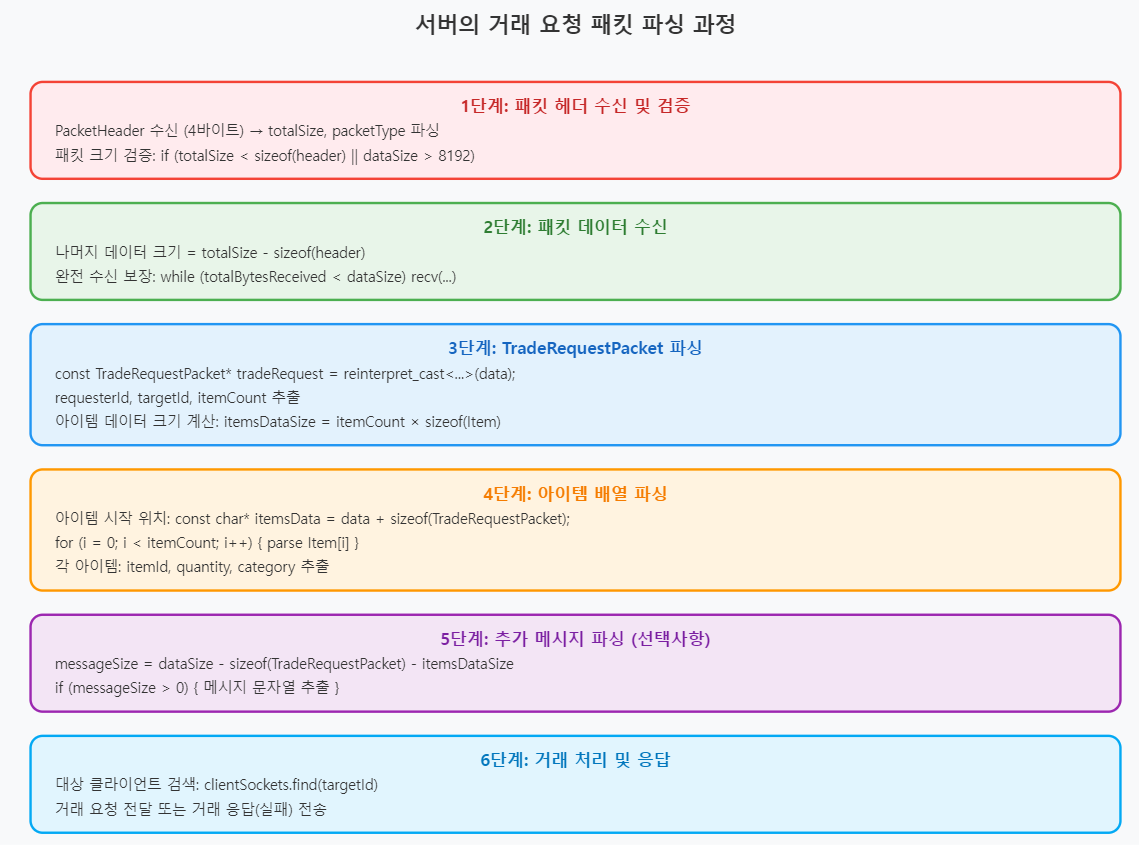 서버의 거래 요청 패킷 파싱 과정
1단계: 패킷 헤더 수신 및 검증
PacketHeader 수신 (4바이트) → totalSize, packetType 파싱
패킷 크기 검증: if (totalSize < sizeof(header) || dataSize > 8192)
2단계: 패킷 데이터 수신
나머지 데이터 크기 = totalSize - sizeof(header)
완전 수신 보장: while (totalBytesReceived < dataSize) recv(...)
3단계: TradeRequestPacket 파싱
const TradeRequestPacket* tradeRequest = reinterpret_cast<...>(data);
requesterId, targetId, itemCount 추출
아이템 데이터 크기 계산: itemsDataSize = itemCount × sizeof(Item)
4단계: 아이템 배열 파싱
아이템 시작 위치: const char* itemsData = data + sizeof(TradeRequestPacket);
for (i = 0; i < itemCount; i++) { parse Item[i] }
각 아이템: itemId, quantity, category 추출
5단계: 추가 메시지 파싱 (선택사항)
messageSize = dataSize - sizeof(TradeRequestPacket) - itemsDataSize
if (messageSize > 0) { 메시지 문자열 추출 }
6단계: 거래 처리 및 응답
대상 클라이언트 검색: clientSockets.find(targetId)
거래 요청 전달 또는 거래 응답(실패) 전송